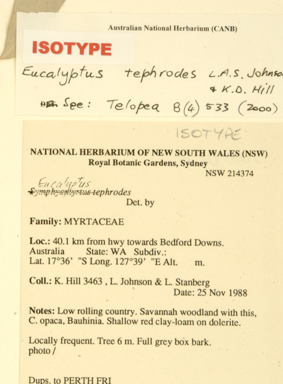 Australian National Herbarium (CANB)
ISOTYPE
Eucalyptus tephrodes L.A.S. Johnson
& K.D. Hill
See: Telopea 8(4) 533 (2000)
ISOTYPE
NATIONAL HERBARIUM OF NEW SOUTH WALES (NSW)
Royal Botanic Gardens, Sydney
NSW 214374
Eucalyptus
Symphyomyrtus tephrodes
Det. by
Family: MYRTACEAE
Loc.: 40.1 km from hwy towards Bedford Downs.
Australia State: WA Subdiv.:
Lat. 17°36' "S Long. 127°39' "E Alt. m.
Coll.: K. Hill 3463 , L. Johnson & L. Stanberg
Date: 25 Nov 1988
Notes: Low rolling country. Savannah woodland with this,
C. opaca, Bauhinia. Shallow red clay-loam on dolerite.
Locally frequent. Tree 6 m. Full grey box bark.
photo /
Dups. to PERTH FRI